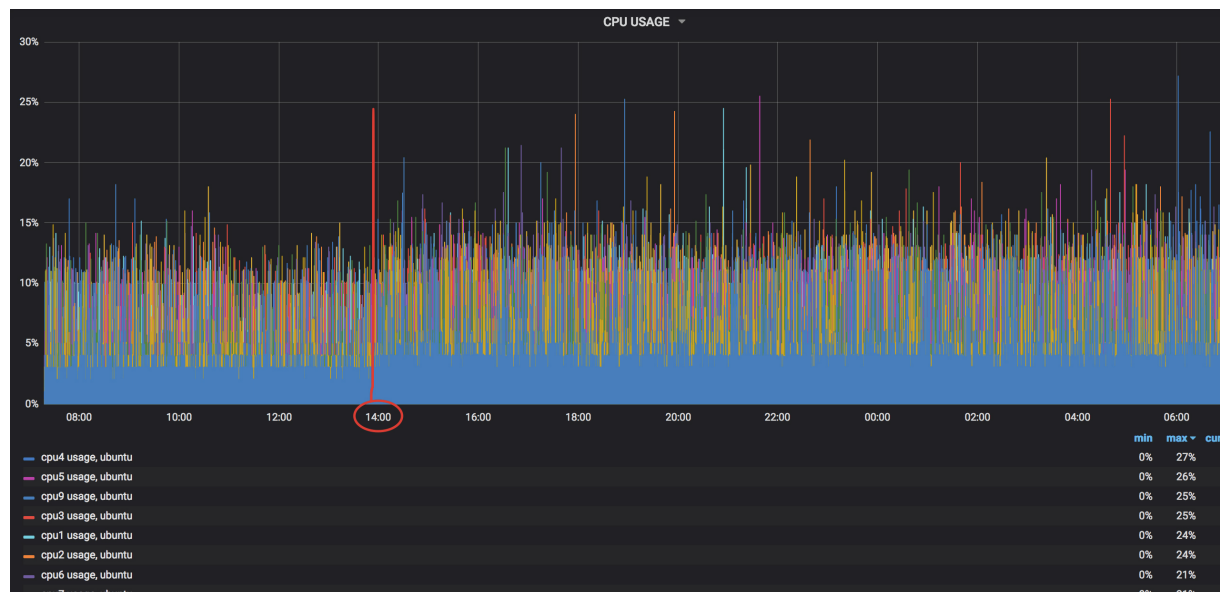 CPU USAGE
30%
25%
20%
15%
10%
5%
0%
08:00 10:00 12:00 14:00 16:00 18:00 20:00 22:00 00:00 02:00 04:00 06:00
min max cur
cpu4 usage, ubuntu 0% 27%
cpu5 usage, ubuntu 0% 26%
cpu9 usage, ubuntu 0% 25%
cpu3 usage, ubuntu 0% 25%
cpu1 usage, ubuntu 0% 24%
cpu2 usage, ubuntu 0% 24%
cpu6 usage, ubuntu 0% 21%